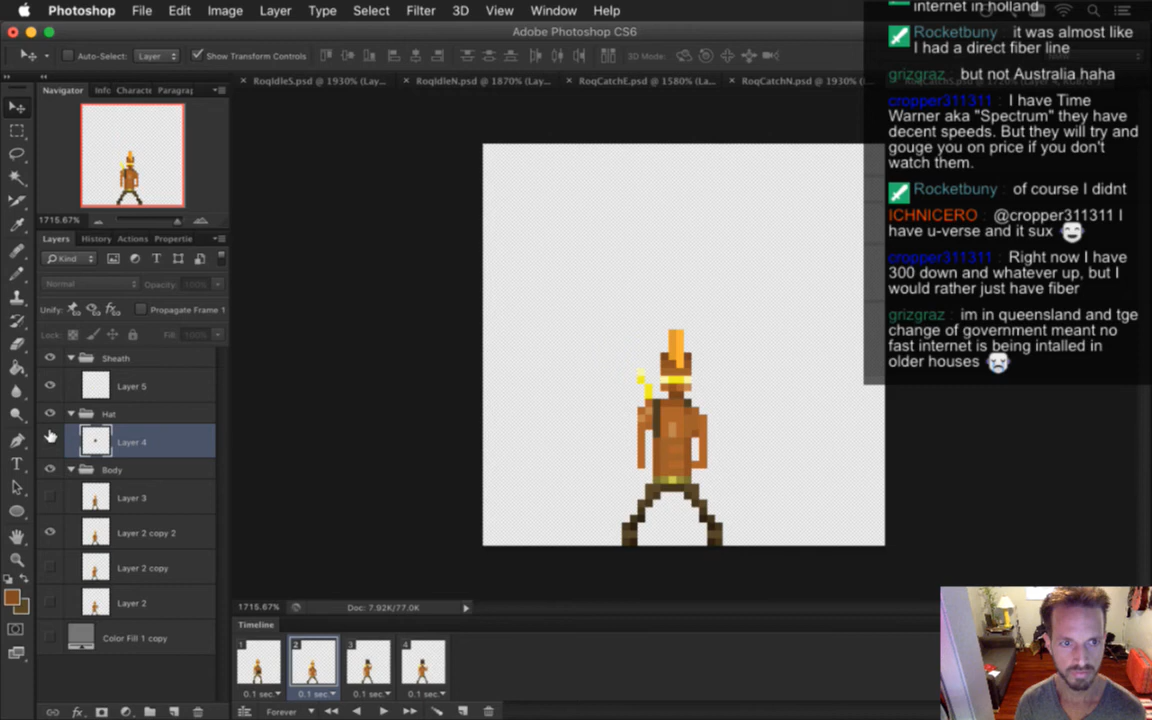 Photoshop File Edit Image Layer Type Select Filter 3D View Window Help
Adobe Photoshop CS6
Auto-Select: Layer Show Transform Controls 3D Mode:
RoqIdleS.psd @ 1930% (Lay... RoqIdleN.psd @ 1870% (Lay... RoqCatchE.psd @ 1580% (Lay... RoqCatchN.psd @ 1930% (
Navigator Info Characte Paragraj
1715.67%
Layers History Actions Propertie
Kind
Normal Opacity: 100%
Unify: Propagate Frame 1
Lock: Fill: 100%
Sheath
Layer 5
Hat
Layer 4
Body
Layer 3
Layer 2 copy 2
Layer 2 copy
Layer 2
Color Fill 1 copy
1715.67% Doc: 7.92K/77.0K
Timeline
1 2 3 4
0.1 sec. 0.1 sec. 0.1 sec. 0.1 sec.
Forever
internet in holland
Rocketbuny : it was almost like
I had a direct fiber line
grizgraz : but not Australia haha
cropper311311 : I have Time
Warner aka "Spectrum" they have
decent speeds. But they will try and
gouge you on price if you don't
watch them.
Rocketbuny : of course I didnt
ICHNICERO : @cropper311311 I
have u-verse and it sux
cropper311311 : Right now I have
300 down and whatever up, but I
would rather just have fiber
grizgraz : im in queensland and tge
change of government meant no
fast internet is being intalled in
older houses